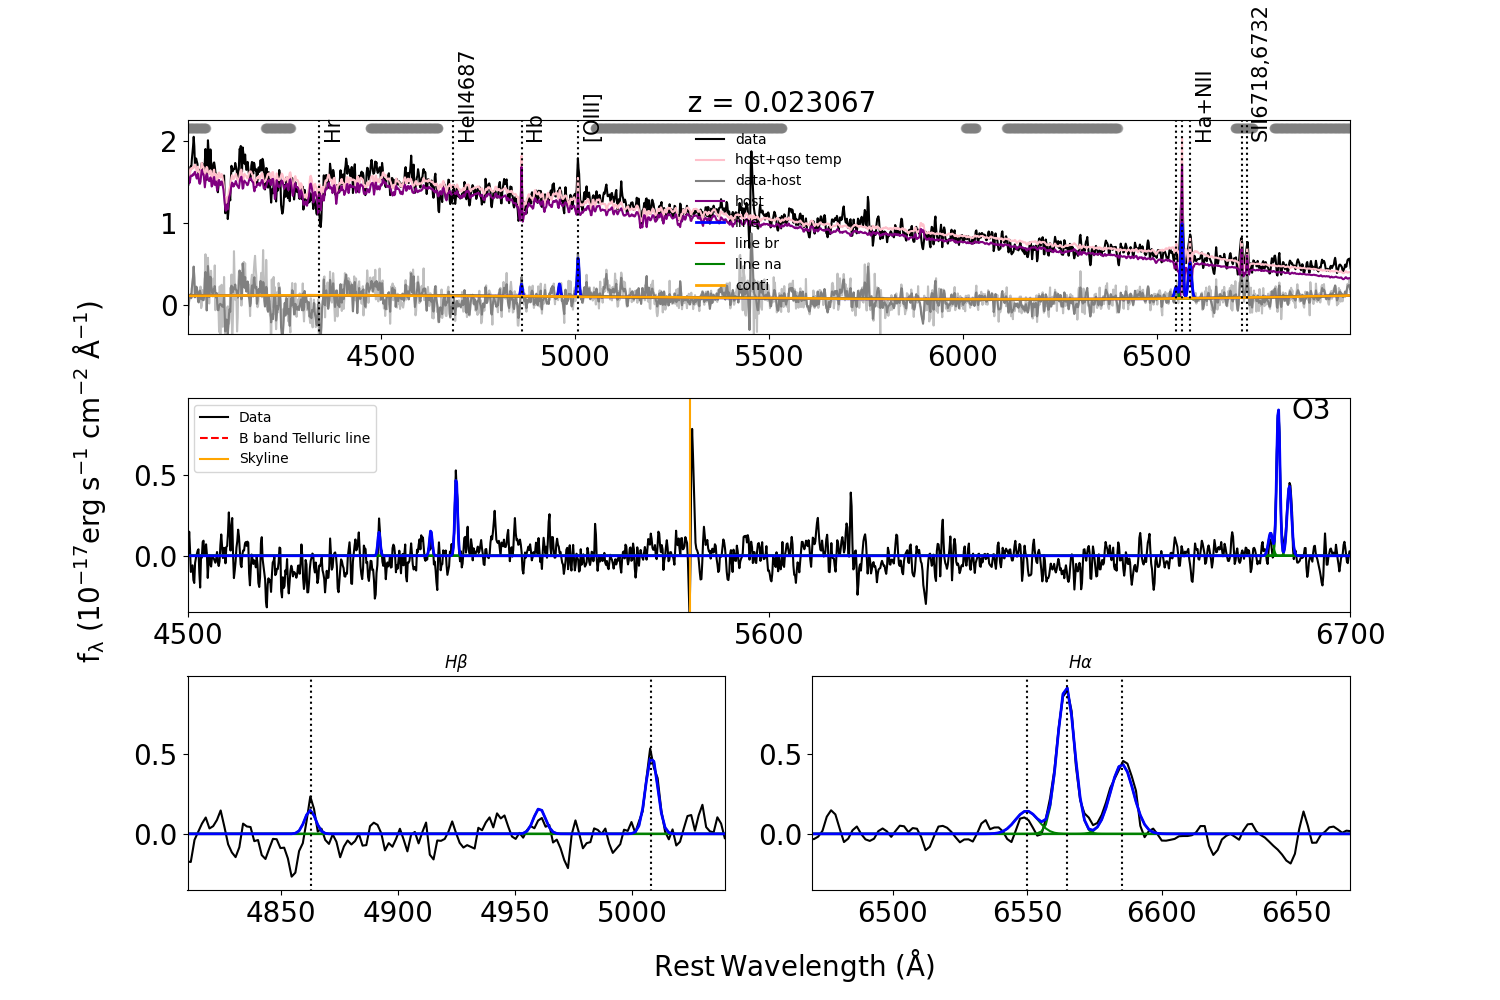 z = 0.023067
Hr
HeII4687
Hb
[OIII]
Ha+NII
SII6718,6732
data
host+qso temp
data-host
host
line
line br
line na
conti
2
1
0
4500 5000 5500 6000 6500
Data
B band Telluric line
Skyline
O3
0.5
0.0
4500 5600 6700
fλ (10⁻¹⁷erg s⁻¹ cm⁻² Å⁻¹)
Hβ
0.5
0.0
4850 4900 4950 5000
Hα
0.5
0.0
6500 6550 6600 6650
Rest Wavelength (Å)